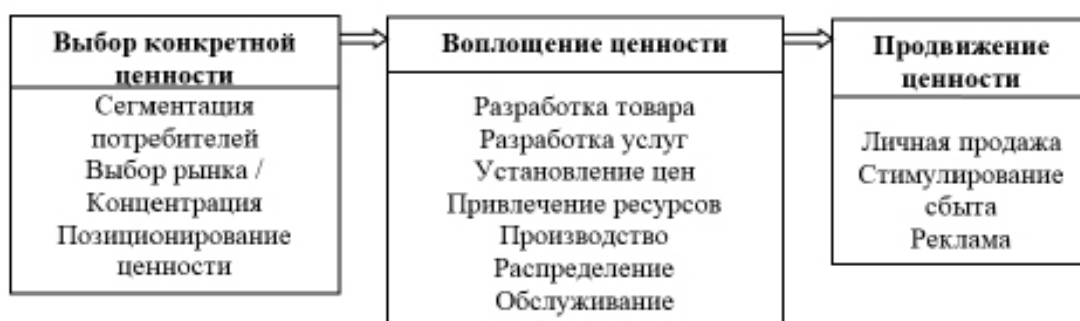 Выбор конкретной
ценности
Сегментация
потребителей
Выбор рынка /
Концентрация
Позиционирование
ценности
Воплощение ценности
Разработка товара
Разработка услуг
Установление цен
Привлечение ресурсов
Производство
Распределение
Обслуживание
Продвижение
ценности
Личная продажа
Стимулирование
сбыта
Реклама